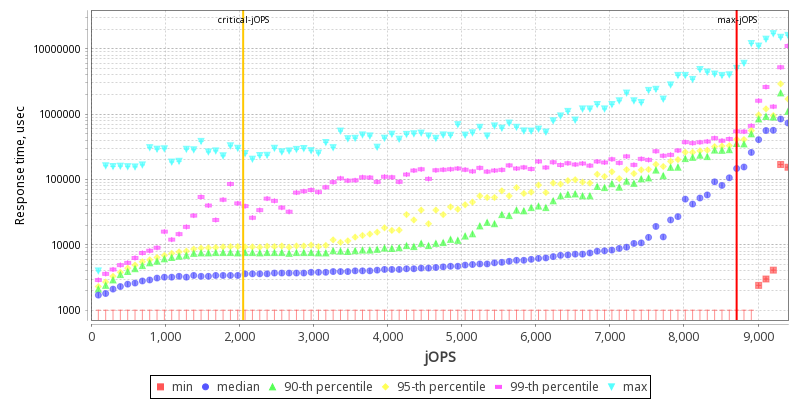 critical-jOPS
max-jOPS
10000000
1000000
100000
10000
1000
Response time, usec
0
1,000
2,000
3,000
4,000
5,000
6,000
7,000
8,000
9,000
jOPS
min
median
90-th percentile
95-th percentile
99-th percentile
max